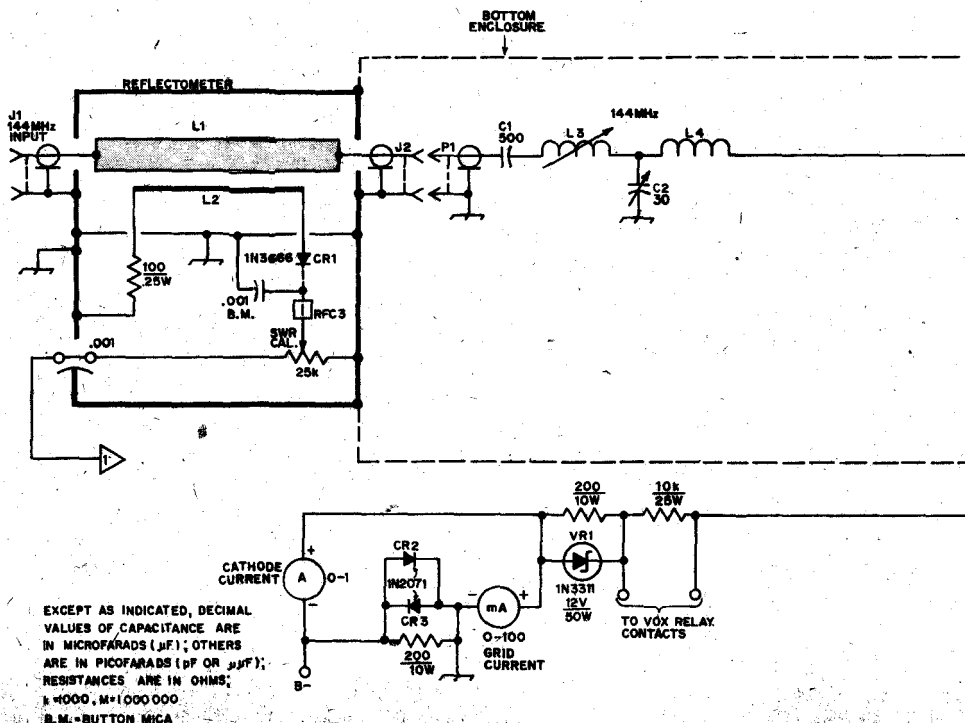 BOTTOM
ENCLOSURE
REFLECTOMETER
J1
144MHz
INPUT
L1
J2
P1
C1
500
L3
144MHz
L4
C2
30
L2
100
.25W
1N3666
CR1
.001
B.M.
RFC3
SWR
CAL.
25k
.001
1
200
10W
10k
25W
VR1
1N3311
12V
50W
TO VOX RELAY
CONTACTS
CATHODE
CURRENT
+
A
0-1
-
B-
CR2
1N2071
CR3
200
10W
-
mA
+
0-100
GRID
CURRENT
EXCEPT AS INDICATED, DECIMAL
VALUES OF CAPACITANCE ARE
IN MICROFARADS (µF); OTHERS
ARE IN PICOFARADS (pF OR µµF);
RESISTANCES ARE IN OHMS;
k=1000, M=1000000
B.M.=BUTTON MICA